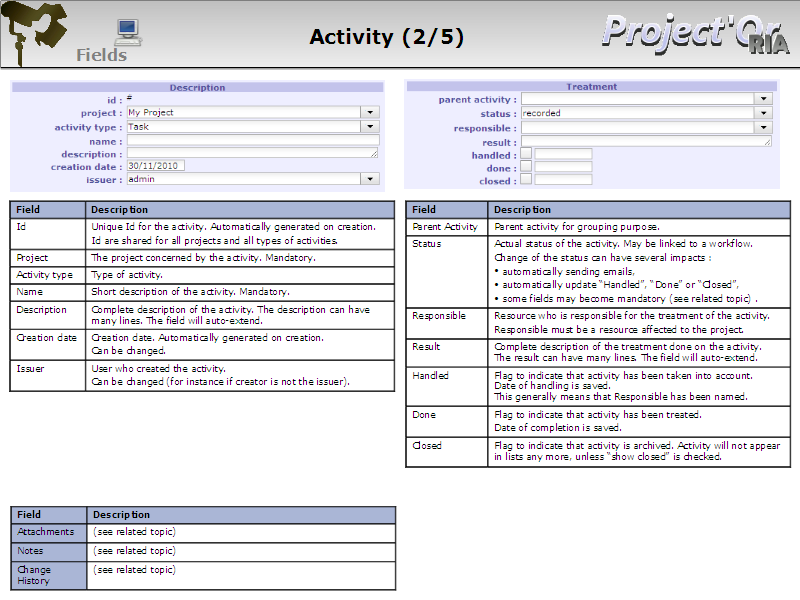 Activity (2/5)
Fields
Project'Or
RIA
Description
id : #
project : My Project
activity type : Task
name :
description :
creation date : 30/11/2010
issuer : admin
Treatment
parent activity :
status : recorded
responsible :
result :
handled :
done :
closed :
Field Description
Id Unique Id for the activity. Automatically generated on creation.
Id are shared for all projects and all types of activities.
Project The project concerned by the activity. Mandatory.
Activity type Type of activity.
Name Short description of the activity. Mandatory.
Description Complete description of the activity. The description can have
many lines. The field will auto-extend.
Creation date Creation date. Automatically generated on creation.
Can be changed.
Issuer User who created the activity.
Can be changed (for instance if creator is not the issuer).
Field Description
Parent Activity Parent activity for grouping purpose.
Status Actual status of the activity. May be linked to a workflow.
Change of the status can have several impacts :
• automatically sending emails,
• automatically update “Handled”, “Done” or “Closed”,
• some fields may become mandatory (see related topic) .
Responsible Resource who is responsible for the treatment of the activity.
Responsible must be a resource affected to the project.
Result Complete description of the treatment done on the activity.
The result can have many lines. The field will auto-extend.
Handled Flag to indicate that activity has been taken into account.
Date of handling is saved.
This generally means that Responsible has been named.
Done Flag to indicate that activity has been treated.
Date of completion is saved.
Closed Flag to indicate that activity is archived. Activity will not appear
in lists any more, unless “show closed” is checked.
Field Description
Attachments (see related topic)
Notes (see related topic)
Change (see related topic)
History